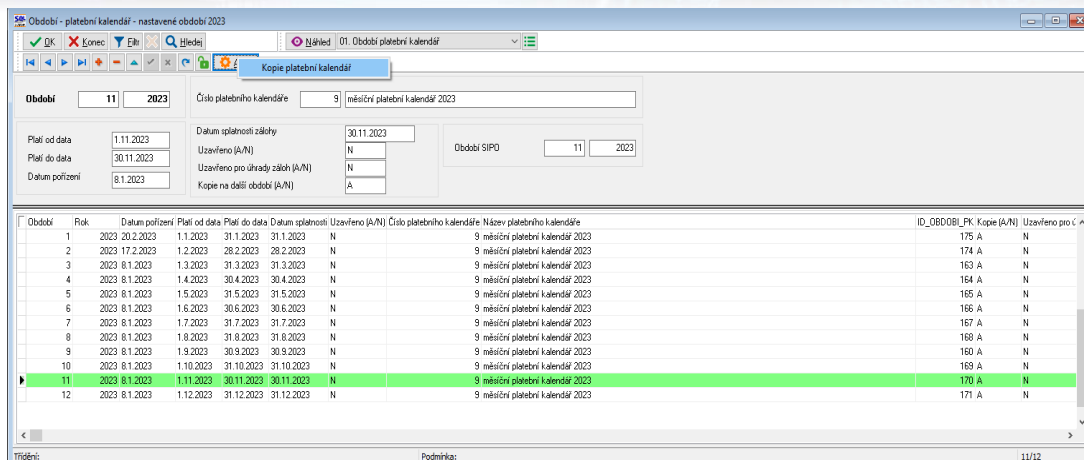 Období - platební kalendář - nastavené období 2023
OK Konec Filtr Hledej Náhled 01. Období platební kalendář
Kopie platební kalendář
Období 11 2023 Číslo platebního kalendáře 9 měsíční platební kalendář 2023
Platí od data 1.11.2023
Platí do data 30.11.2023
Datum pořízení 8.1.2023
Datum splatnosti zálohy 30.11.2023
Uzavřeno (A/N) N
Uzavřeno pro úhrady záloh (A/N) N
Kopie na další období (A/N) A
Období SIPO 11 2023
Období Rok Datum pořízení Platí od data Platí do data Datum splatnosti Uzavřeno (A/N) Číslo platebního kalendáře Název platebního kalendáře ID_OBDOBI_PK Kopie (A/N) Uzavřeno pro ú
1 2023 20.2.2023 1.1.2023 31.1.2023 31.1.2023 N 9 měsíční platební kalendář 2023 175 A N
2 2023 17.2.2023 1.2.2023 28.2.2023 28.2.2023 N 9 měsíční platební kalendář 2023 174 A N
3 2023 8.1.2023 1.3.2023 31.3.2023 31.3.2023 N 9 měsíční platební kalendář 2023 163 A N
4 2023 8.1.2023 1.4.2023 30.4.2023 30.4.2023 N 9 měsíční platební kalendář 2023 164 A N
5 2023 8.1.2023 1.5.2023 31.5.2023 31.5.2023 N 9 měsíční platební kalendář 2023 165 A N
6 2023 8.1.2023 1.6.2023 30.6.2023 30.6.2023 N 9 měsíční platební kalendář 2023 166 A N
7 2023 8.1.2023 1.7.2023 31.7.2023 31.7.2023 N 9 měsíční platební kalendář 2023 167 A N
8 2023 8.1.2023 1.8.2023 31.8.2023 31.8.2023 N 9 měsíční platební kalendář 2023 168 A N
9 2023 8.1.2023 1.9.2023 30.9.2023 30.9.2023 N 9 měsíční platební kalendář 2023 160 A N
10 2023 8.1.2023 1.10.2023 31.10.2023 31.10.2023 N 9 měsíční platební kalendář 2023 169 A N
11 2023 8.1.2023 1.11.2023 30.11.2023 30.11.2023 N 9 měsíční platební kalendář 2023 170 A N
12 2023 8.1.2023 1.12.2023 31.12.2023 31.12.2023 N 9 měsíční platební kalendář 2023 171 A N
Třídění: Podmínka: 11/12